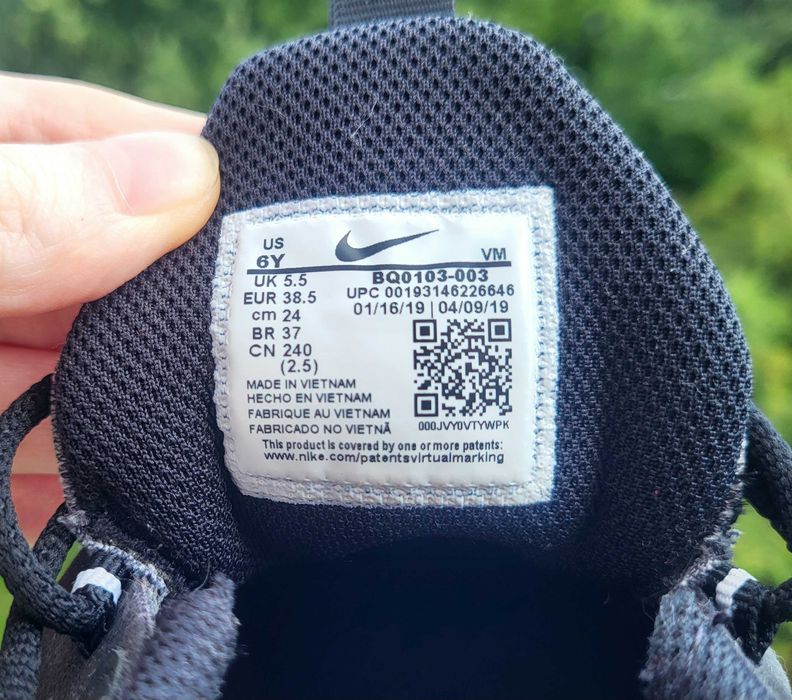 US
6Y
VM
UK 5.5
EUR 38.5
cm 24
BR 37
CN 240
(2.5)
BQ0103-003
UPC 00193146226646
01/16/19 | 04/09/19
000JVY0VTYWPK
MADE IN VIETNAM
HECHO EN VIETNAM
FABRIQUE AU VIETNAM
FABRICADO NO VIETNÃ
This product is covered by one or more patents:
www.nike.com/patentsvirtualmarking